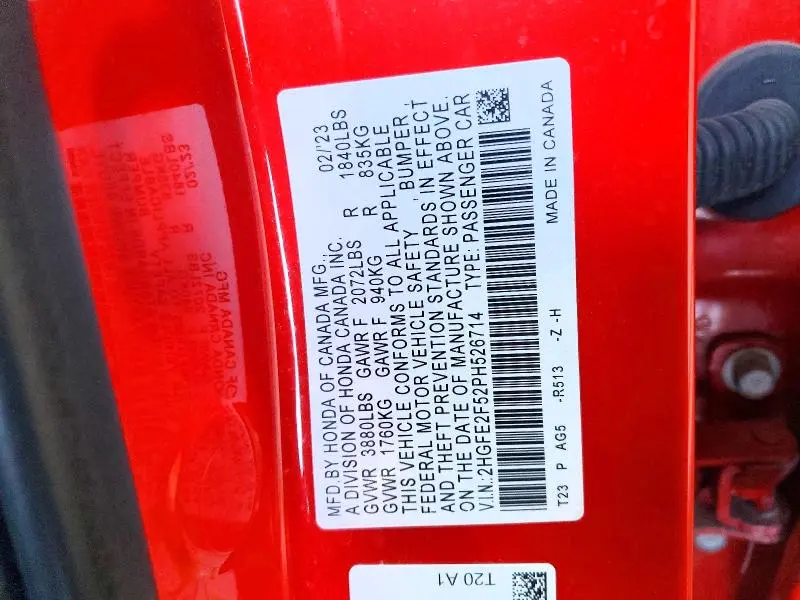 MFD.BY HONDA OF CANADA MFG., 02/'23
A DIVISION OF HONDA CANADA INC.
GVWR 3880LBS GAWR F 2072LBS R 1840LBS
GVWR 1760KG GAWR F 940KG R 835KG
THIS VEHICLE CONFORMS TO ALL APPLICABLE
FEDERAL MOTOR VEHICLE SAFETY , BUMPER ,
AND THEFT PREVENTION STANDARDS IN EFFECT
ON THE DATE OF MANUFACTURE SHOWN ABOVE.
V.I.N.: 2HGFE2F52PH526714 TYPE: PASSENGER CAR
T23 P AG5 -R513 -Z -H MADE IN CANADA
T20 A1